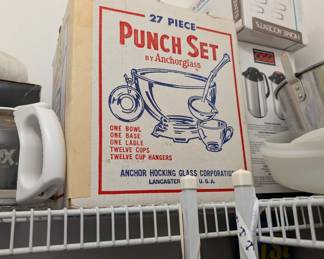 27 PIECE
PUNCH SET
BY Anchorglass
ONE BOWL
ONE BASE
ONE LADLE
TWELVE CUPS
TWELVE CUP HANGERS
ANCHOR HOCKING GLASS CORPORATION
LANCASTER U.S.A.